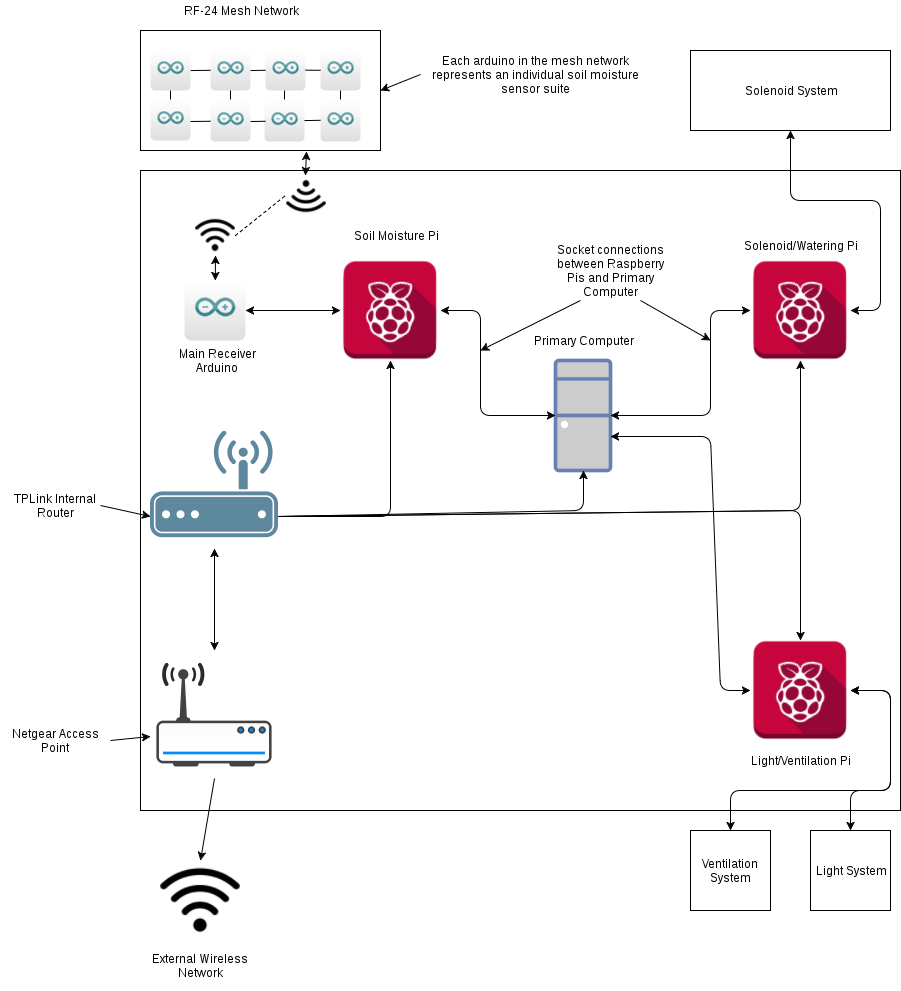 RF-24 Mesh Network
Each arduino in the mesh network
represents an individual soil moisture
sensor suite
Solenoid System
Soil Moisture Pi
Socket connections
between Raspberry
Pis and Primary
Computer
Solenoid/Watering Pi
Main Receiver
Arduino
Primary Computer
TPLink Internal
Router
Netgear Access
Point
Light/Ventilation Pi
Ventilation
System
Light System
External Wireless
Network